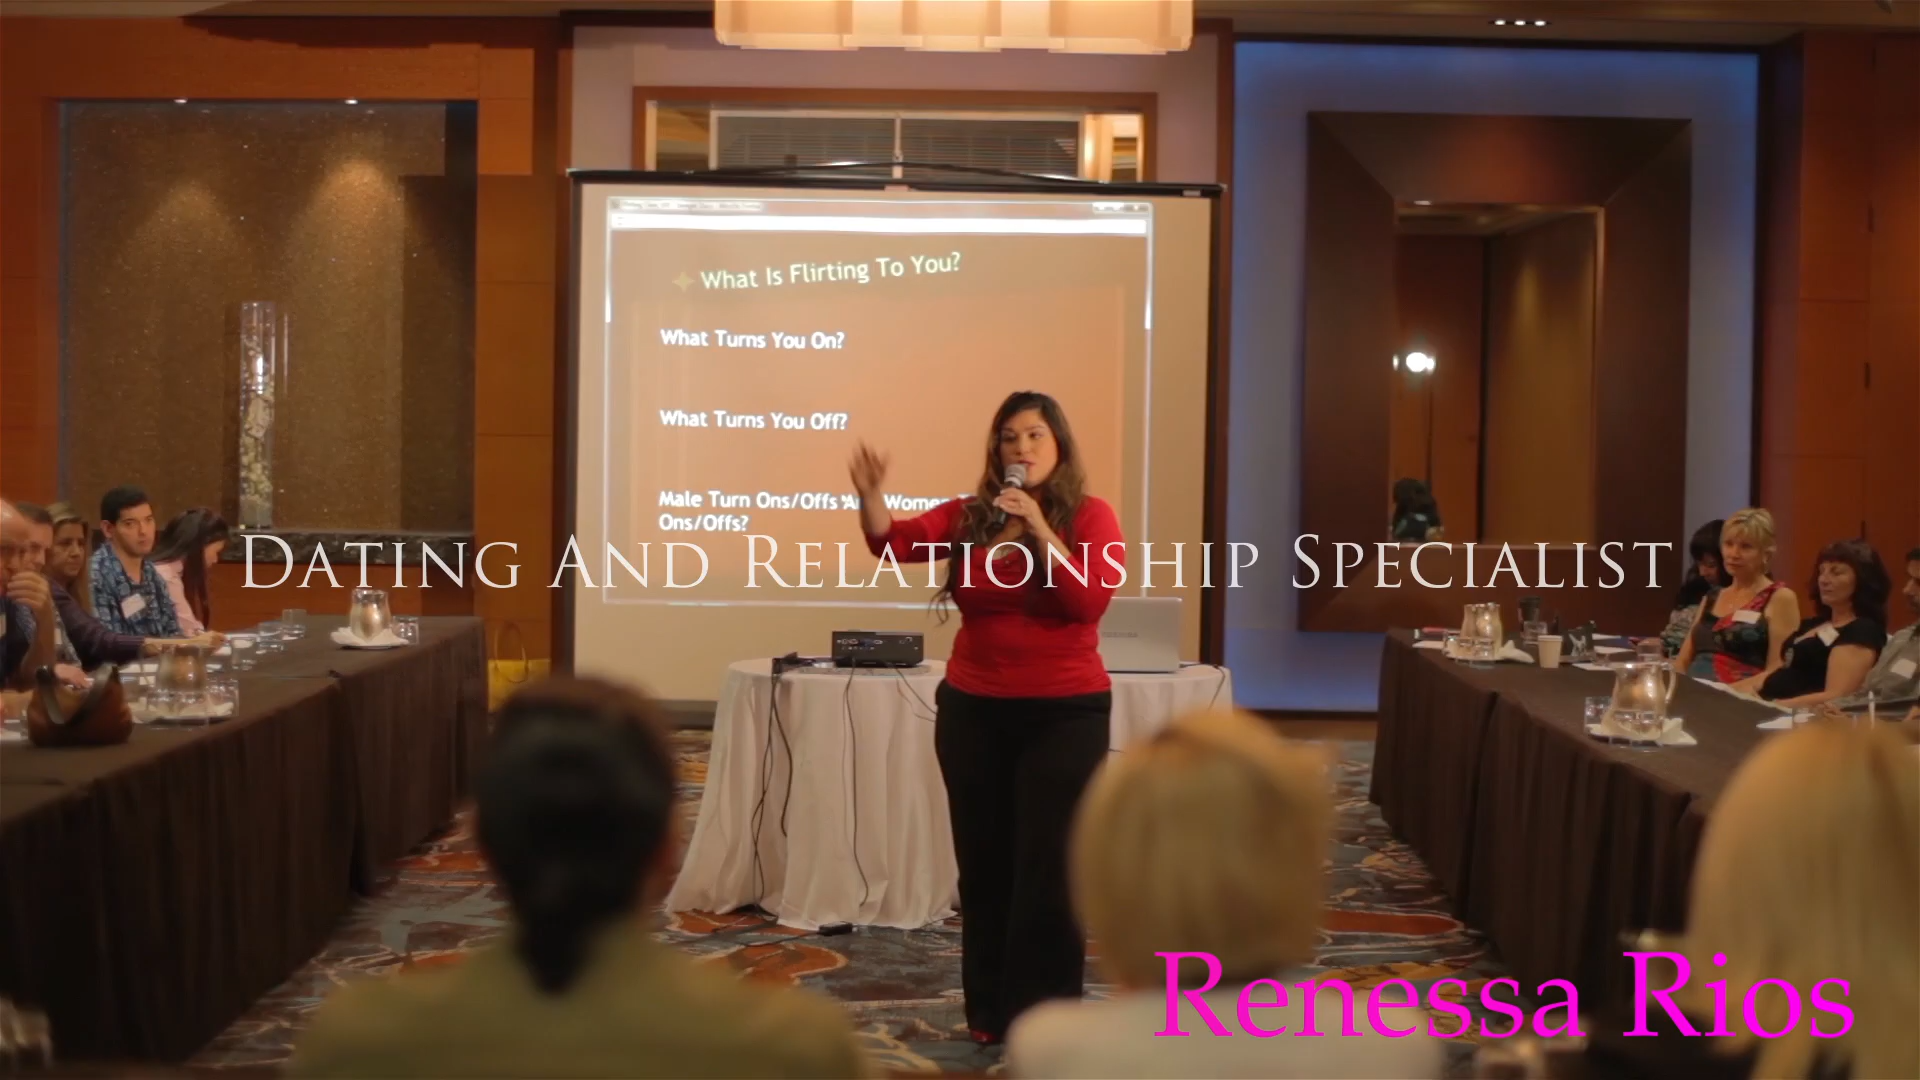 What Is Flirting To You?
What Turns You On?
What Turns You Off?
Male Turn Ons/Offs
Ons/Offs?
DATING AND RELATIONSHIP SPECIALIST
TOSHIBA
Renessa Rios